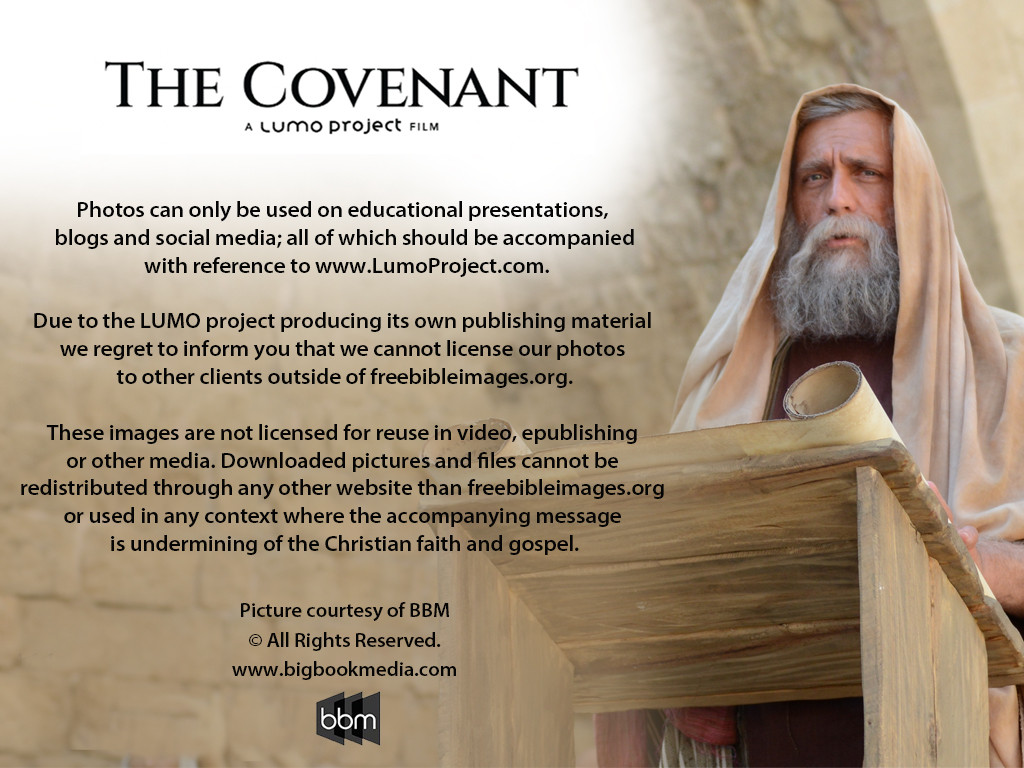 THE COVENANT
A LUMO PROJECT FILM
Photos can only be used on educational presentations,
blogs and social media; all of which should be accompanied
with reference to www.LumoProject.com.
Due to the LUMO project producing its own publishing material
we regret to inform you that we cannot license our photos
to other clients outside of freebibleimages.org.
These images are not licensed for reuse in video, epublishing
or other media. Downloaded pictures and files cannot be
redistributed through any other website than freebibleimages.org
or used in any context where the accompanying message
is undermining of the Christian faith and gospel.
Picture courtesy of BBM
© All Rights Reserved.
www.bigbookmedia.com
bbm